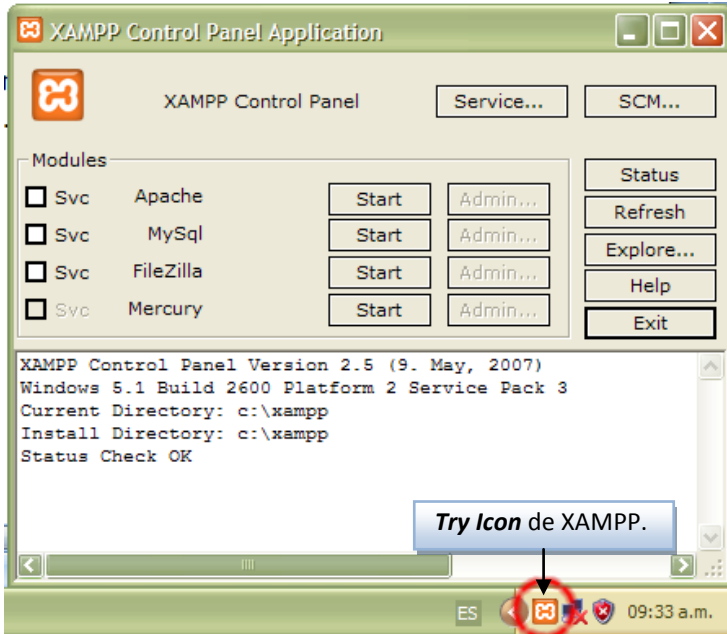 XAMPP Control Panel Application
XAMPP Control Panel
Service...
SCM...
Modules
Svc Apache Start Admin...
Svc MySql Start Admin...
Svc FileZilla Start Admin...
Svc Mercury Start Admin...
Status
Refresh
Explore...
Help
Exit
XAMPP Control Panel Version 2.5 (9. May, 2007)
Windows 5.1 Build 2600 Platform 2 Service Pack 3
Current Directory: c:\xampp
Install Directory: c:\xampp
Status Check OK
Try Icon de XAMPP.
ES
09:33 a.m.